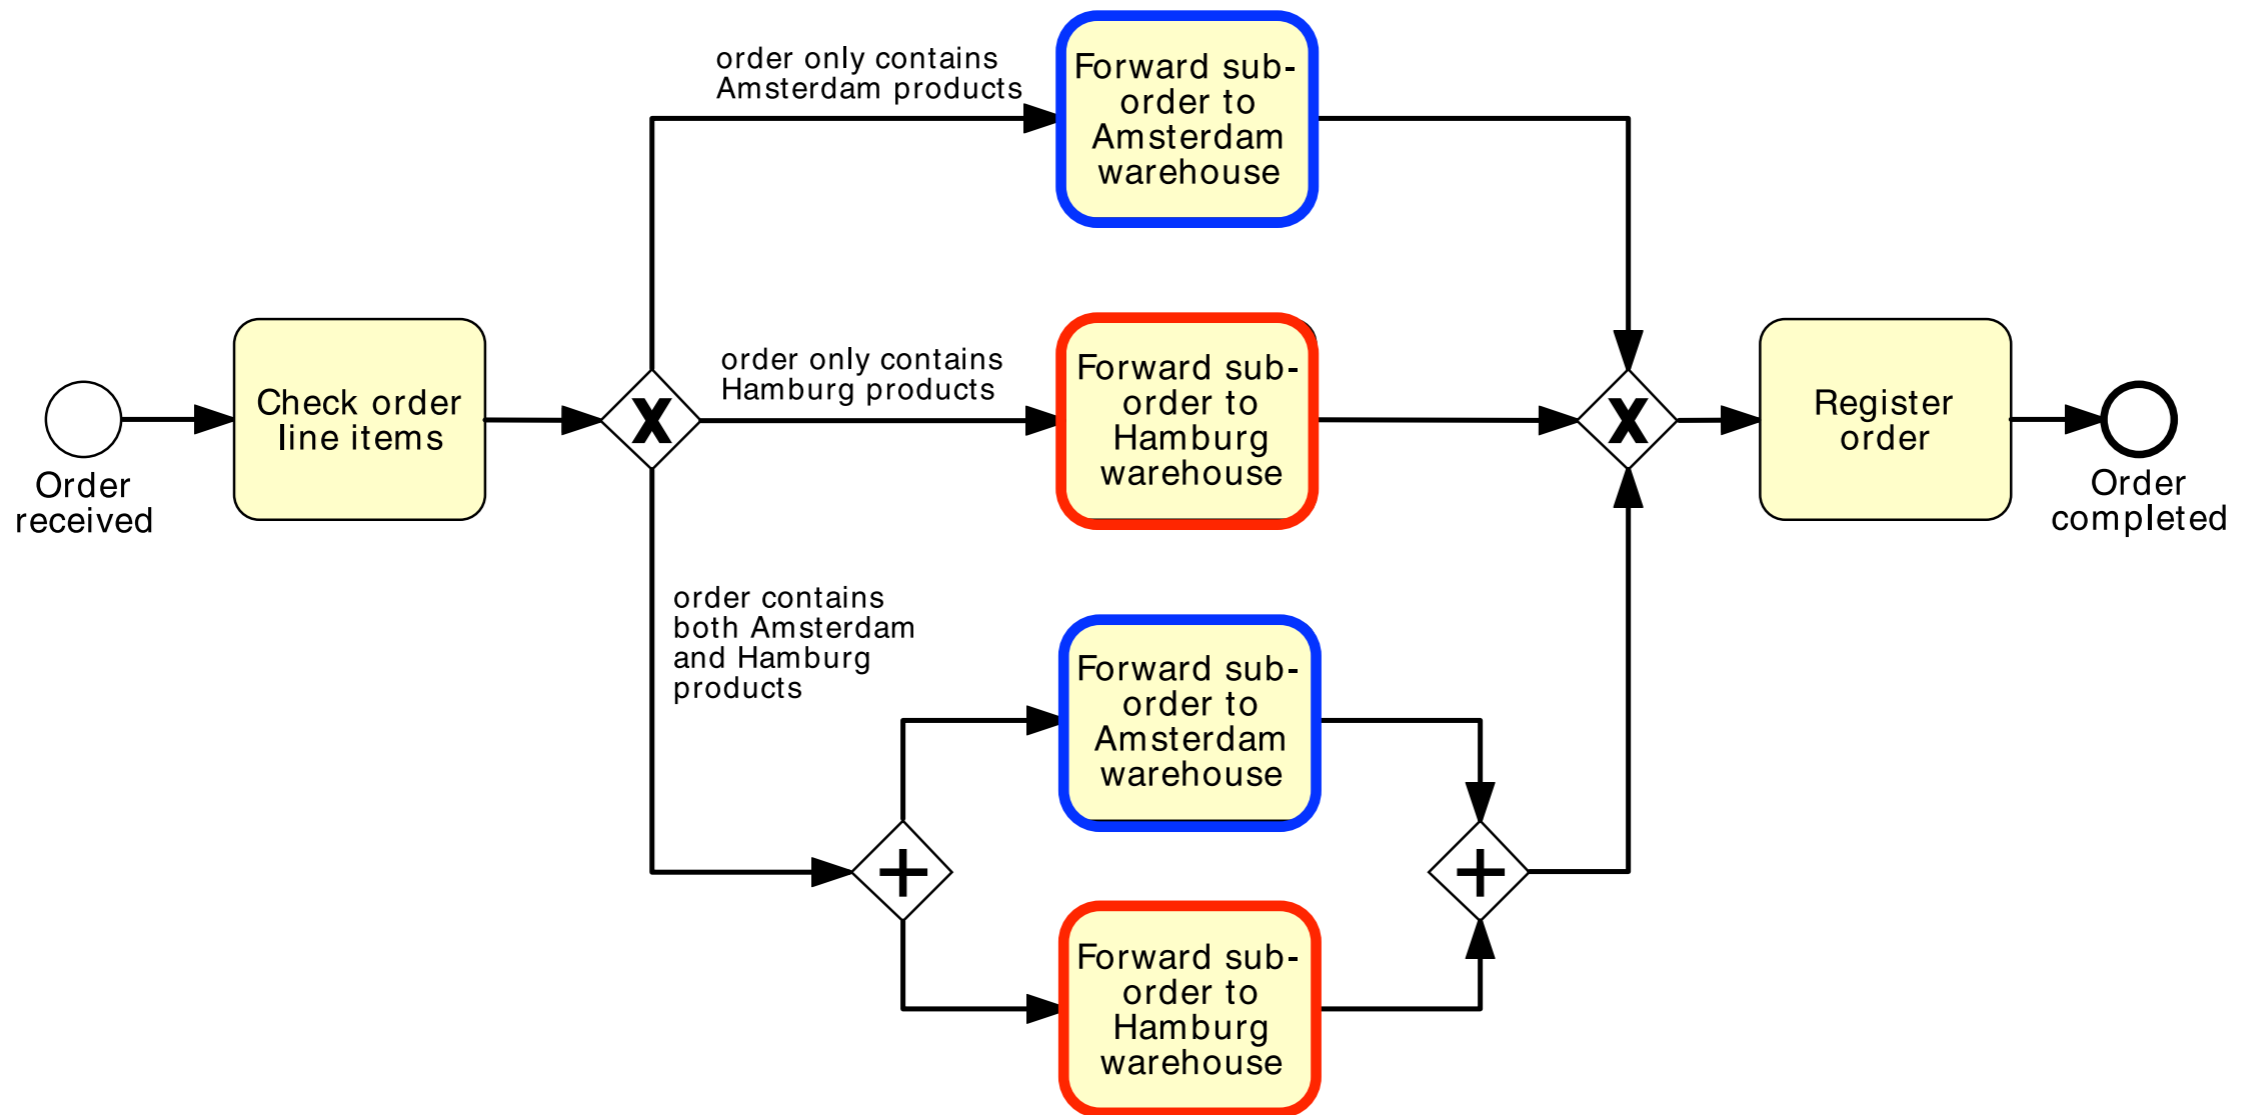 order only contains
Amsterdam products
Forward sub-
order to
Amsterdam
warehouse
Order
received
Check order
line items
X
order only contains
Hamburg products
Forward sub-
order to
Hamburg
warehouse
X
Register
order
Order
completed
order contains
both Amsterdam
and Hamburg
products
Forward sub-
order to
Amsterdam
warehouse
+
+
Forward sub-
order to
Hamburg
warehouse